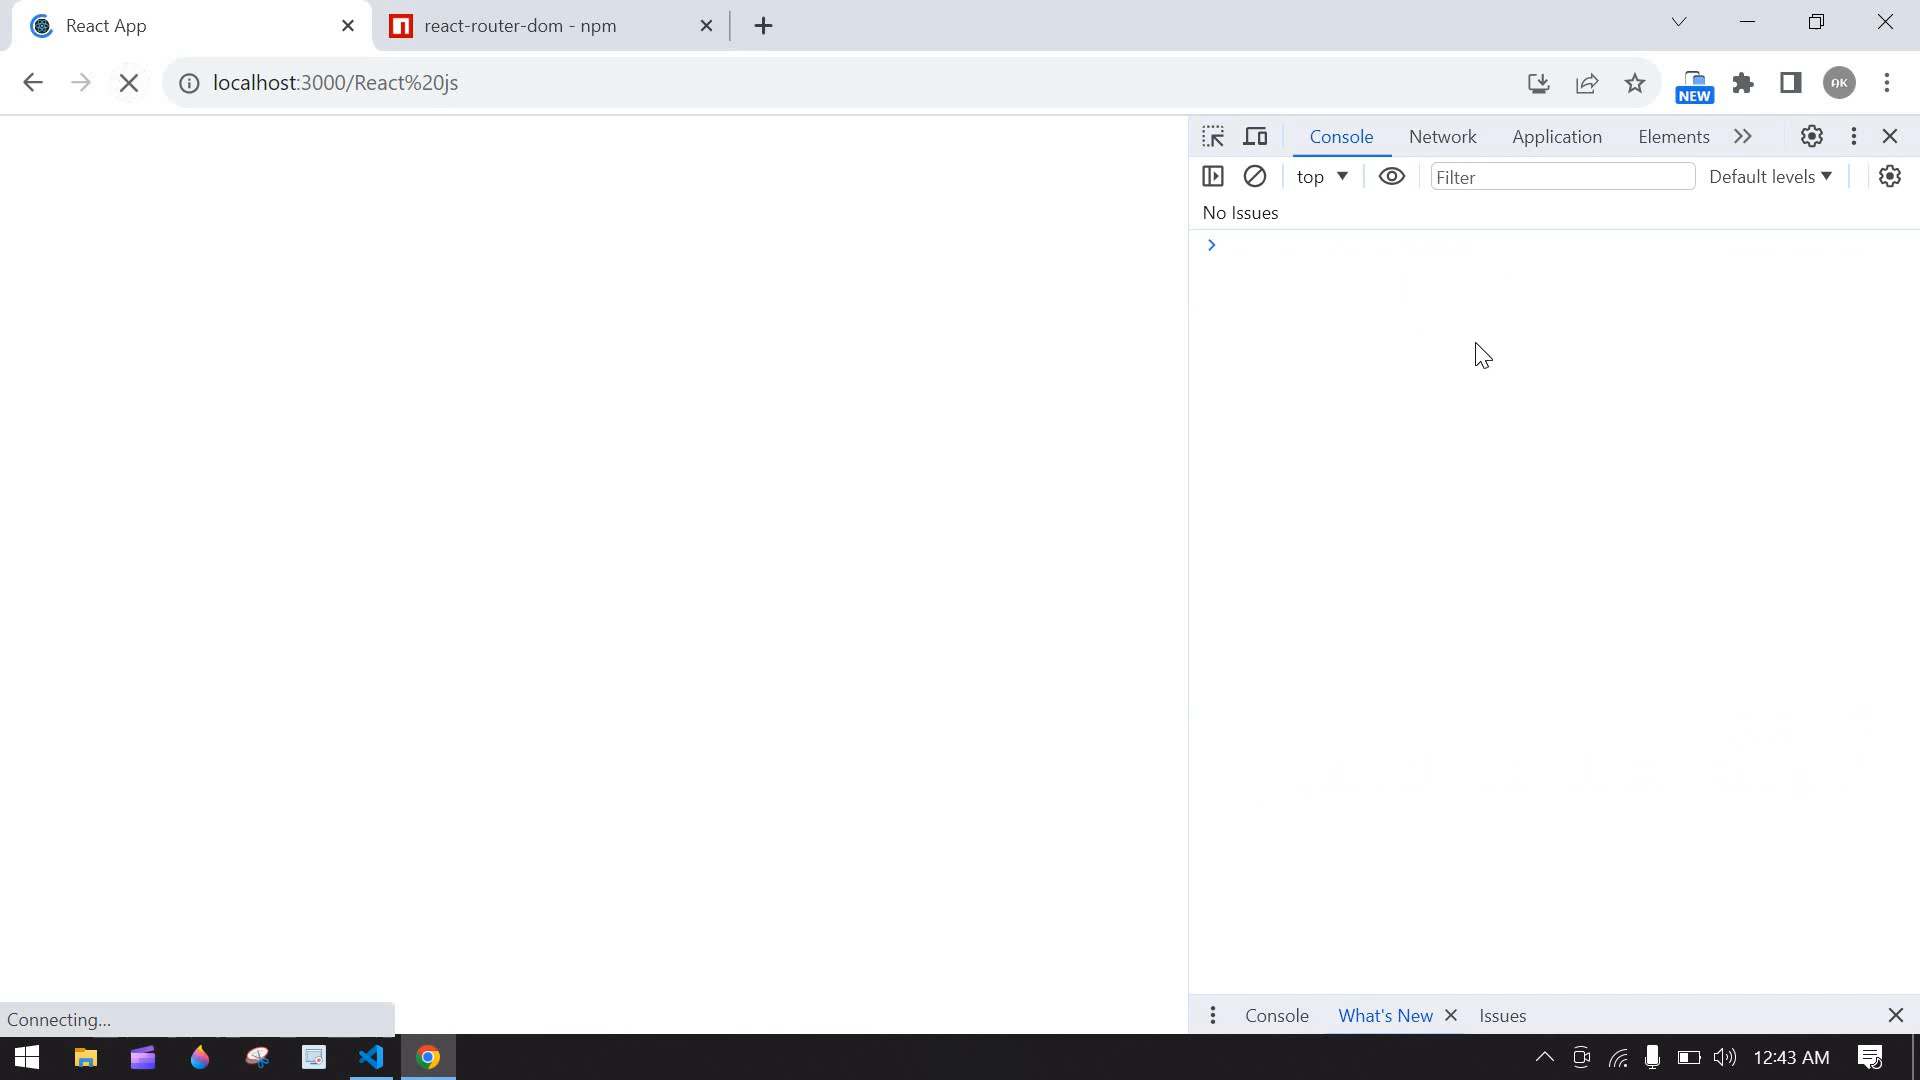 React App
react-router-dom - npm
localhost:3000/React%20js
NEW
AK
Console
Network
Application
Elements
top
Filter
Default levels
No Issues
Connecting...
Console
What's New
Issues
12:43 AM